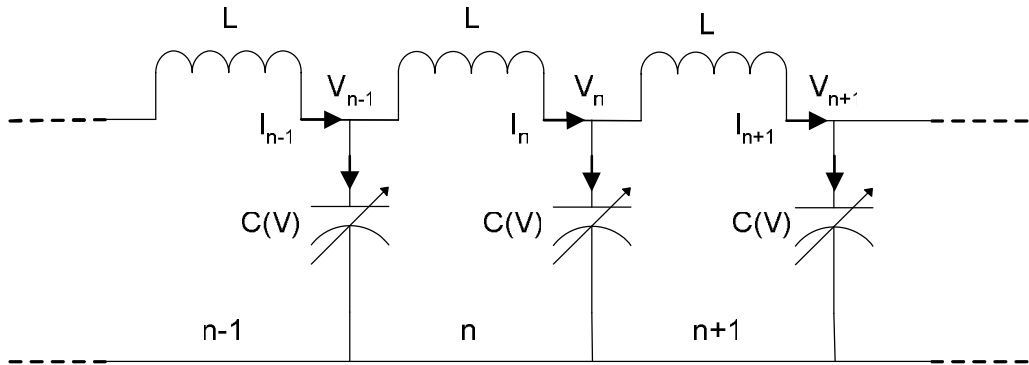 L L L
V_{n-1} V_n V_{n+1}
I_{n-1} I_n I_{n+1}
C(V) C(V) C(V)
n-1 n n+1